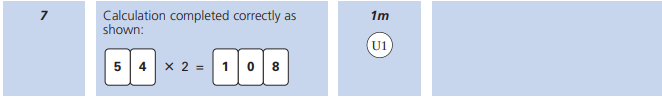 7 Calculation completed correctly as 1m
shown: U1
5 4 × 2 = 1 0 8